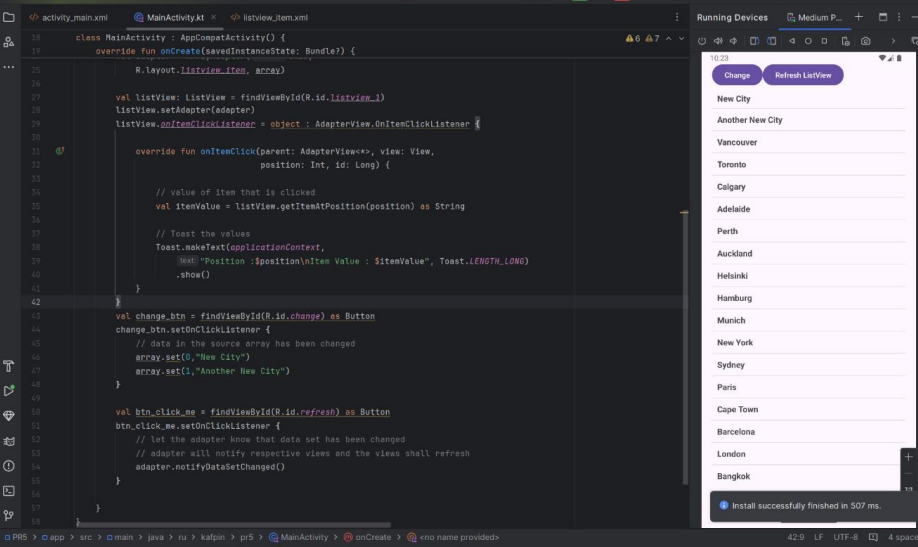 activity_main.xml
MainActivity.kt ×
listview_item.xml
Running Devices
Medium P... ×
18 class MainActivity : AppCompatActivity() {
6 7
19 override fun onCreate(savedInstanceState: Bundle?) {
25 R.layout.listview_item, array)
26
27 val listView: ListView = findViewById(R.id.listview_1)
28 listView.setAdapter(adapter)
29 listView.onItemClickListener = object : AdapterView.OnItemClickListener {
30
31 override fun onItemClick(parent: AdapterView<*>, view: View,
32 position: Int, id: Long) {
33
34 // value of item that is clicked
35 val itemValue = listView.getItemAtPosition(position) as String
36
37 // Toast the values
38 Toast.makeText(applicationContext,
39 text: "Position :$position\nItem Value : $itemValue", Toast.LENGTH_LONG)
40 .show()
41 }
42 }
43 val change_btn = findViewById(R.id.change) as Button
44 change_btn.setOnClickListener {
45 // data in the source array has been changed
46 array.set(0,"New City")
47 array.set(1,"Another New City")
48 }
49
50 val btn_click_me = findViewById(R.id.refresh) as Button
51 btn_click_me.setOnClickListener {
52 // let the adapter know that data set has been changed
53 // adapter will notify respective views and the views shall refresh
54 adapter.notifyDataSetChanged()
55 }
56
57 }
58 }
10:23
Change
Refresh ListView
New City
Another New City
Vancouver
Toronto
Calgary
Adelaide
Perth
Auckland
Helsinki
Hamburg
Munich
New York
Sydney
Paris
Cape Town
Barcelona
London
Bangkok
1:1
Install successfully finished in 507 ms.
PR5 > app > src > main > java > ru > kafpin > pr5 > MainActivity > onCreate > <no name provided>
42:9 LF UTF-8 4 space